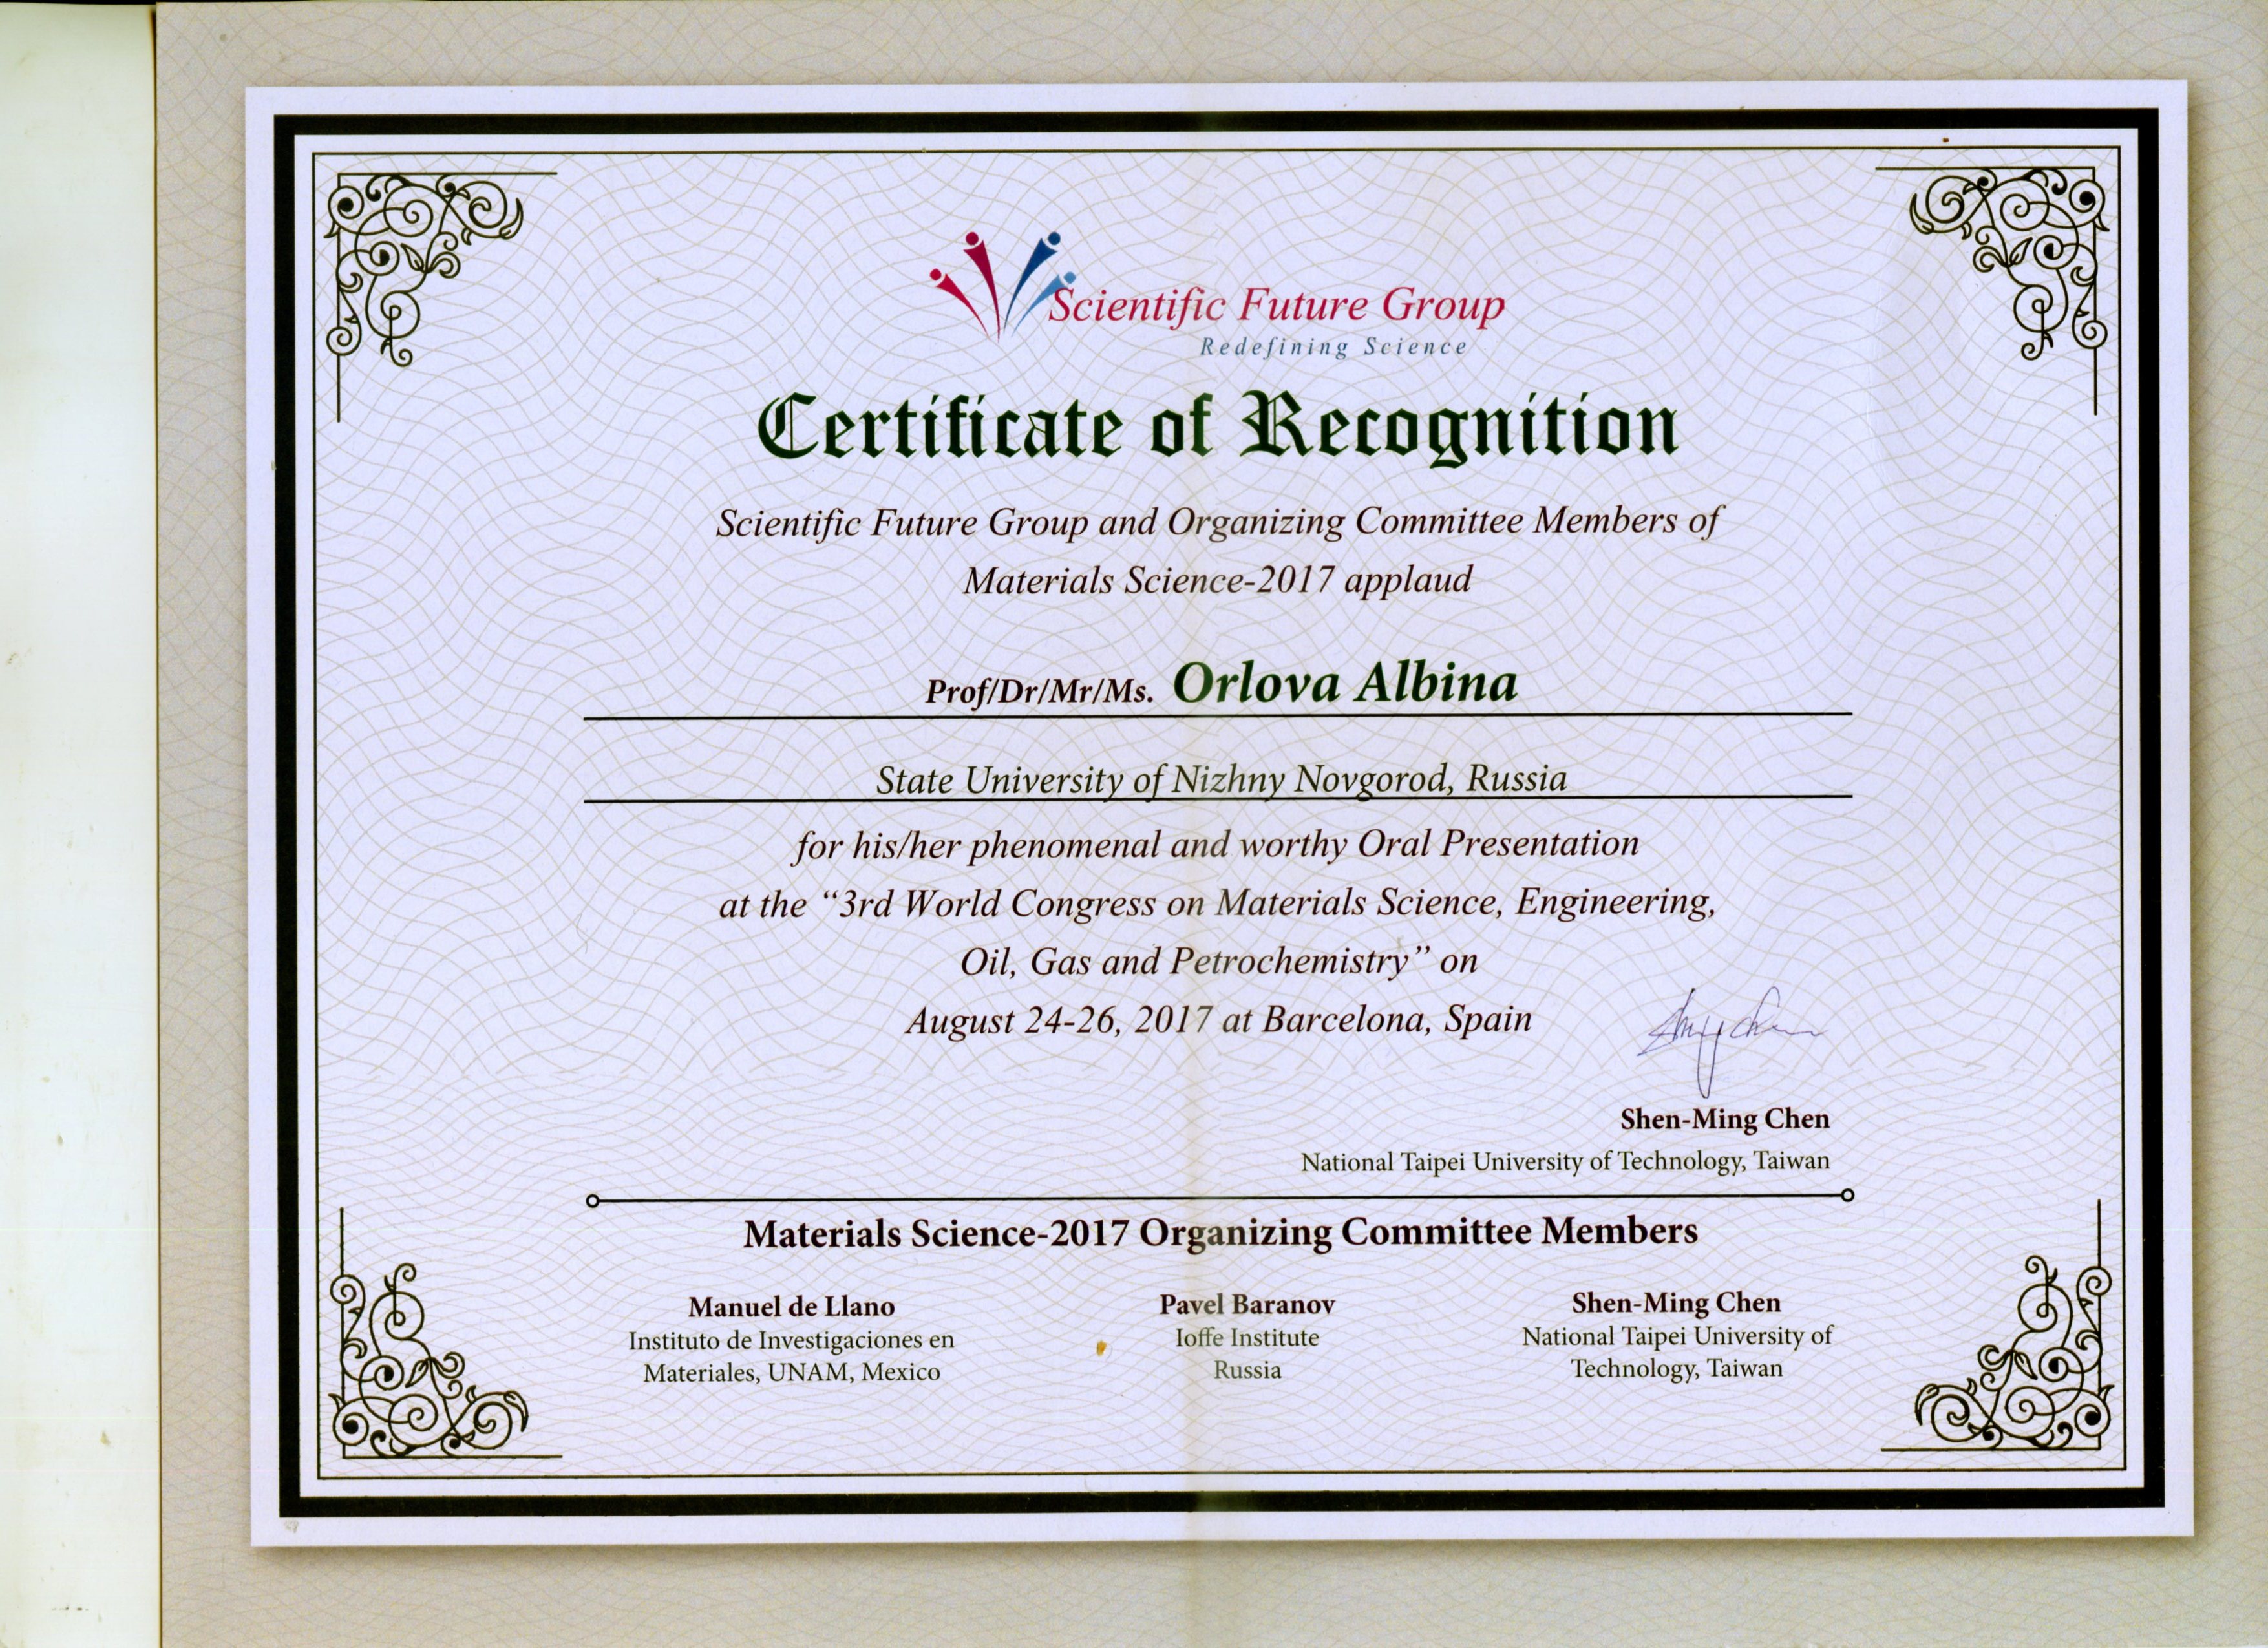 Scientific Future Group
Redefining Science
Certificate of Recognition
Scientific Future Group and Organizing Committee Members of
Materials Science-2017 applaud
Prof/Dr/Mr/Ms. Orlova Albina
State University of Nizhny Novgorod, Russia
for his/her phenomenal and worthy Oral Presentation
at the “3rd World Congress on Materials Science, Engineering,
Oil, Gas and Petrochemistry” on
August 24-26, 2017 at Barcelona, Spain
Shen-Ming Chen
National Taipei University of Technology, Taiwan
Materials Science-2017 Organizing Committee Members
Manuel de Llano
Instituto de Investigaciones en
Materiales, UNAM, Mexico
Pavel Baranov
Ioffe Institute
Russia
Shen-Ming Chen
National Taipei University of
Technology, Taiwan